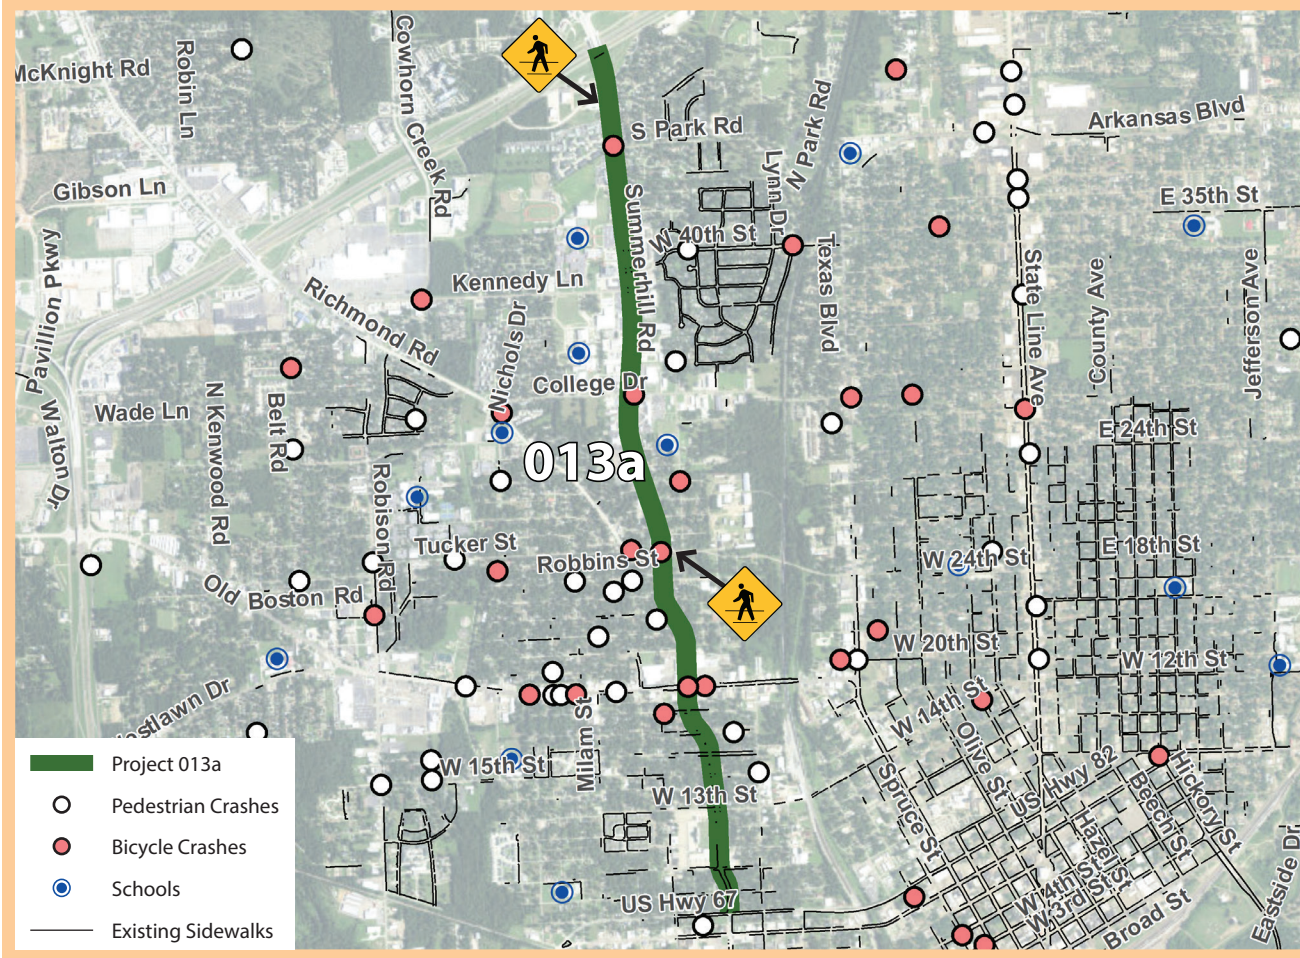 McKnight Rd
Robin Ln
Cowhorn Creek Rd
S Park Rd
N Park Rd
Arkansas Blvd
Gibson Ln
Lynn Dr
E 35th St
Summerhill Rd
W 40th St
Pavillion Pkwy
Kennedy Ln
Texas Blvd
State Line Ave
County Ave
Jefferson Ave
Richmond Rd
Nichols Dr
College Dr
Wade Ln
N Kenwood Rd
Belt Rd
Walton Dr
E 24th St
013a
Robison Rd
Tucker St
Robbins St
W 24th St
E 18th St
Old Boston Rd
W 20th St
W 12th St
W 14th St
Milam St
Olive St
US Hwy 82
W 15th St
W 13th St
Spruce St
Hazel St
Beech St
Hickory St
US Hwy 67
W 4th St
W 3rd St
Broad St
Eastside Dr
Project 013a
Pedestrian Crashes
Bicycle Crashes
Schools
Existing Sidewalks